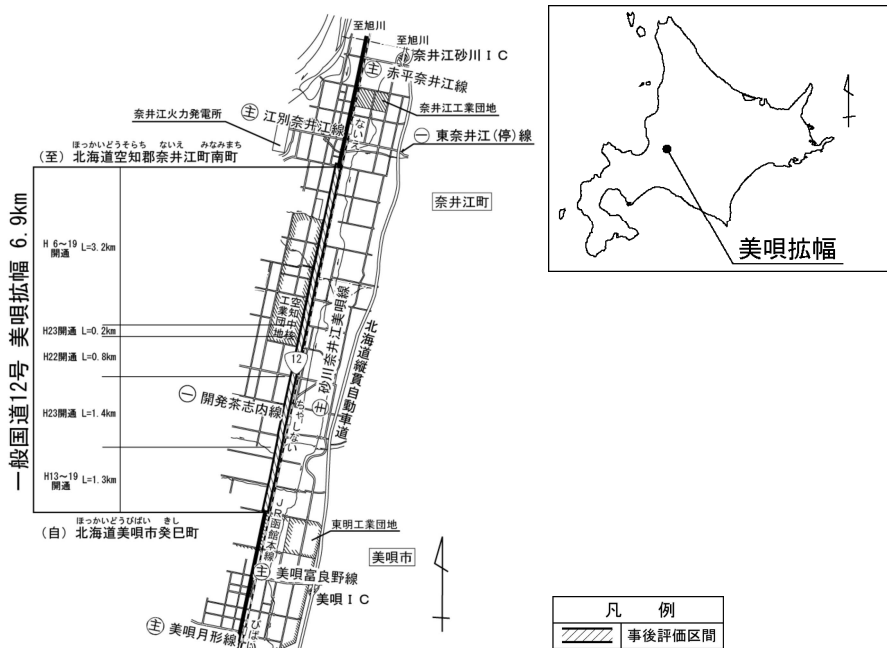 至旭川
至旭川
奈井江砂川ＩＣ
主 赤平奈井江線
奈井江火力発電所
主 江別奈井江線
奈井江工業団地
ないえ
一 東奈井江(停)線
ほっかいどうそらち ないえ みなみまち
(至) 北海道空知郡奈井江町南町
奈井江町
一般国道12号 美唄拡幅 6.9km
H 6～19 L=3.2km
開通
空知中核
工業団地
H23開通 L=0.2km
H22開通 L=0.8km
12
主 砂川奈井江美唄線
北海道縦貫自動車道
一 開発茶志内線
ちゃしない
H23開通 L=1.4km
H13～19 L=1.3km
開通
ほっかいどうびばい きし
(自) 北海道美唄市癸巳町
ＪＲ函館本線
東明工業団地
美唄市
主 美唄富良野線
美唄ＩＣ
主 美唄月形線
びばい
美唄拡幅
凡 例
事後評価区間